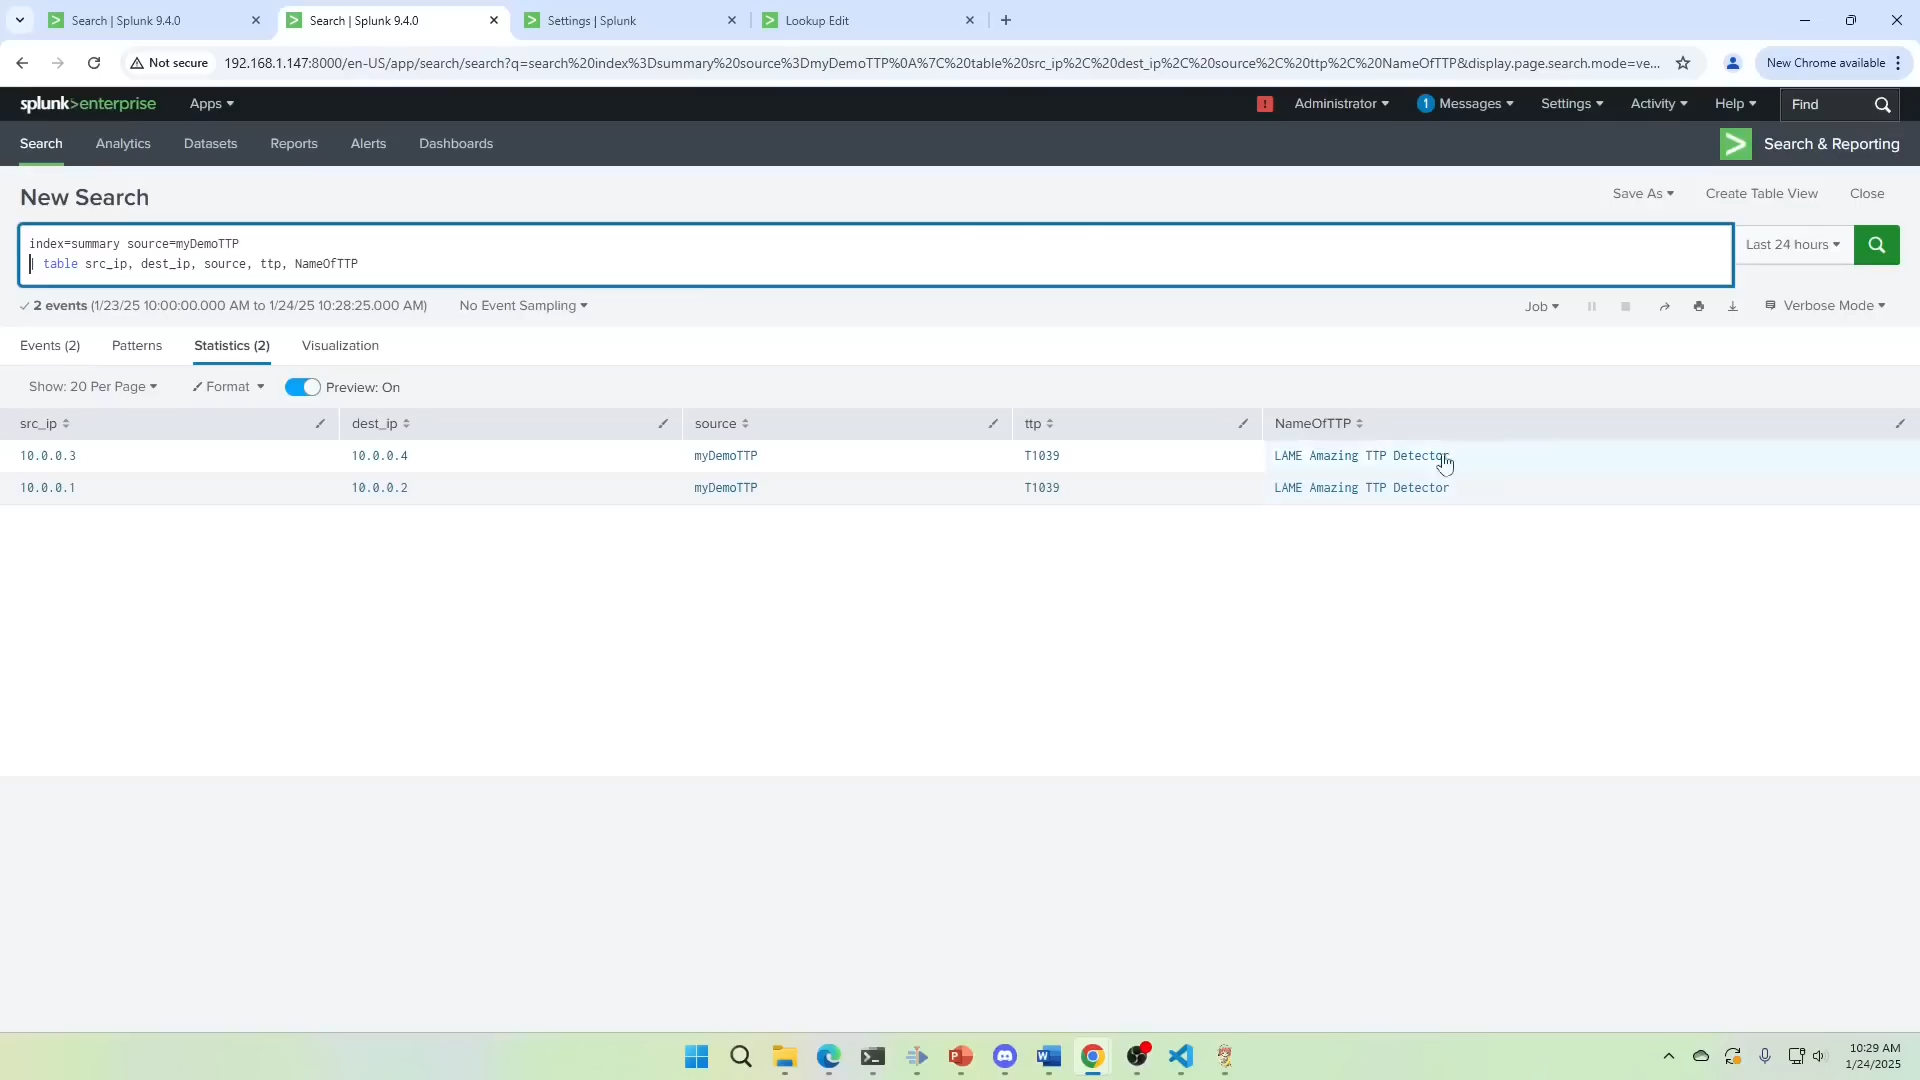 Search | Splunk 9.4.0
Search | Splunk 9.4.0
Settings | Splunk
Lookup Edit
Not secure
192.168.1.147:8000/en-US/app/search/search?q=search%20index%3Dsummary%20source%3DmyDemoTTP%0A%7C%20table%20src_ip%2C%20dest_ip%2C%20source%2C%20ttp%2C%20NameOfTTP&display.page.search.mode=ve...
New Chrome available
splunk>enterprise
Apps
!
Administrator
1 Messages
Settings
Activity
Help
Find
Search
Analytics
Datasets
Reports
Alerts
Dashboards
Search & Reporting
New Search
Save As
Create Table View
Close
index=summary source=myDemoTTP
| table src_ip, dest_ip, source, ttp, NameOfTTP
Last 24 hours
2 events (1/23/25 10:00:00.000 AM to 1/24/25 10:28:25.000 AM)
No Event Sampling
Job
Verbose Mode
Events (2)
Patterns
Statistics (2)
Visualization
Show: 20 Per Page
Format
Preview: On
src_ip dest_ip source ttp NameOfTTP
10.0.0.3 10.0.0.4 myDemoTTP T1039 LAME Amazing TTP Detector
10.0.0.1 10.0.0.2 myDemoTTP T1039 LAME Amazing TTP Detector
10:29 AM
1/24/2025